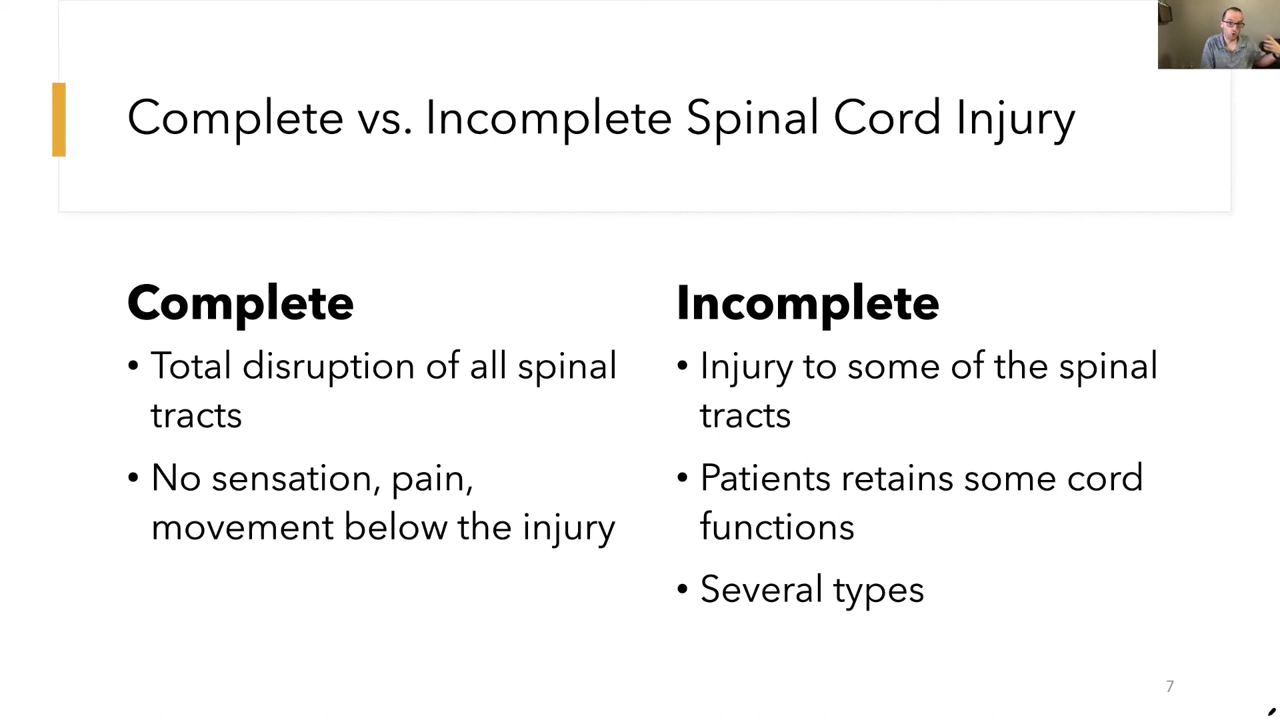 Complete vs. Incomplete Spinal Cord Injury
Complete
• Total disruption of all spinal
tracts
• No sensation, pain,
movement below the injury
Incomplete
• Injury to some of the spinal
tracts
• Patients retains some cord
functions
• Several types
7